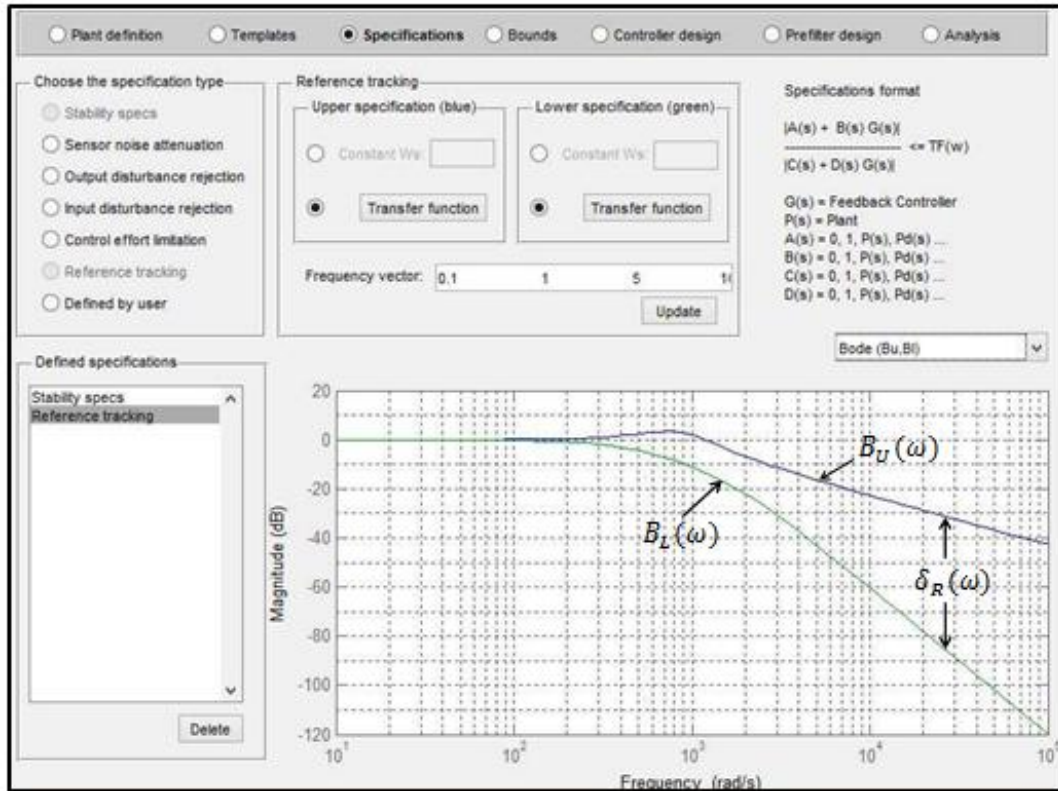 Plant definition Templates Specifications Bounds Controller design Prefilter design Analysis
Choose the specification type
Stability specs
Sensor noise attenuation
Output disturbance rejection
Input disturbance rejection
Control effort limitation
Reference tracking
Defined by user
Reference tracking
Upper specification (blue)
Constant Ws:
Transfer function
Lower specification (green)
Constant Ws:
Transfer function
Frequency vector: 0.1 1 5
Update
Specifications format
|A(s) + B(s) G(s)|
------------------------ <= TF(w)
|C(s) + D(s) G(s)|
G(s) = Feedback Controller
P(s) = Plant
A(s) = 0, 1, P(s), Pd(s) ...
B(s) = 0, 1, P(s), Pd(s) ...
C(s) = 0, 1, P(s), Pd(s) ...
D(s) = 0, 1, P(s), Pd(s) ...
Bode (Bu,Bl)
Defined specifications
Stability specs
Reference tracking
Delete
Magnitude (dB)
20
0
-20
-40
-60
-80
-100
-120
B_U(ω)
B_L(ω)
δ_R(ω)
10^1 10^2 10^3 10^4
Frequency (rad/s)